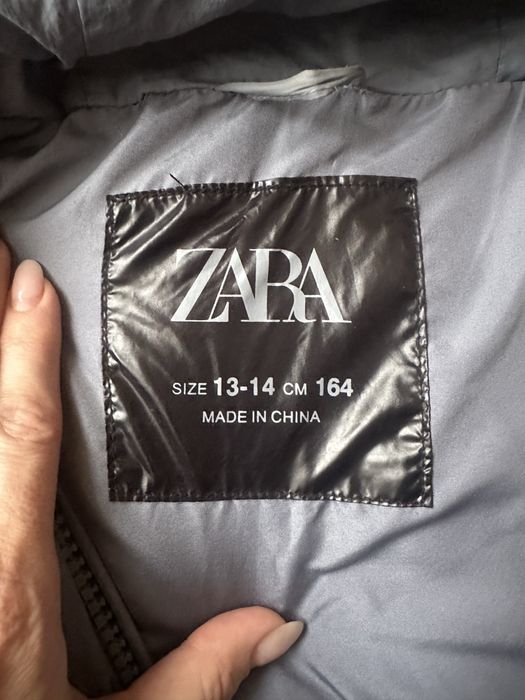 ZARA
SIZE 13-14 CM 164
MADE IN CHINA